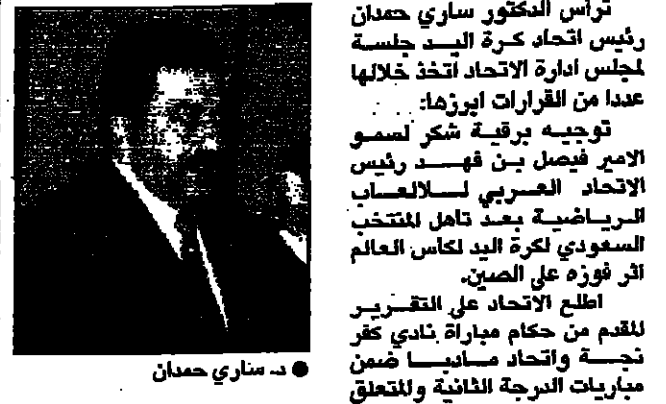 ترأس الدكتور ساري حمدان
رئيس اتحاد كرة اليد جلسة
لمجلس ادارة الاتحاد اتخذ خلالها
عددا من القرارات ابرزها:
توجيه برقية شكر لسمو
الامير فيصل بن فهد رئيس
الاتحاد العربي للالعاب
الرياضية بعد تاهل المنتخب
السعودي لكرة اليد لكاس العالم
اثر فوزه على الصين.
اطلع الاتحاد على التقرير
المقدم من حكام مباراة نادي كفر
نجة واتحاد مادبا ضمن
مباريات الدرجة الثانية والمتعلق
● د. ساري حمدان